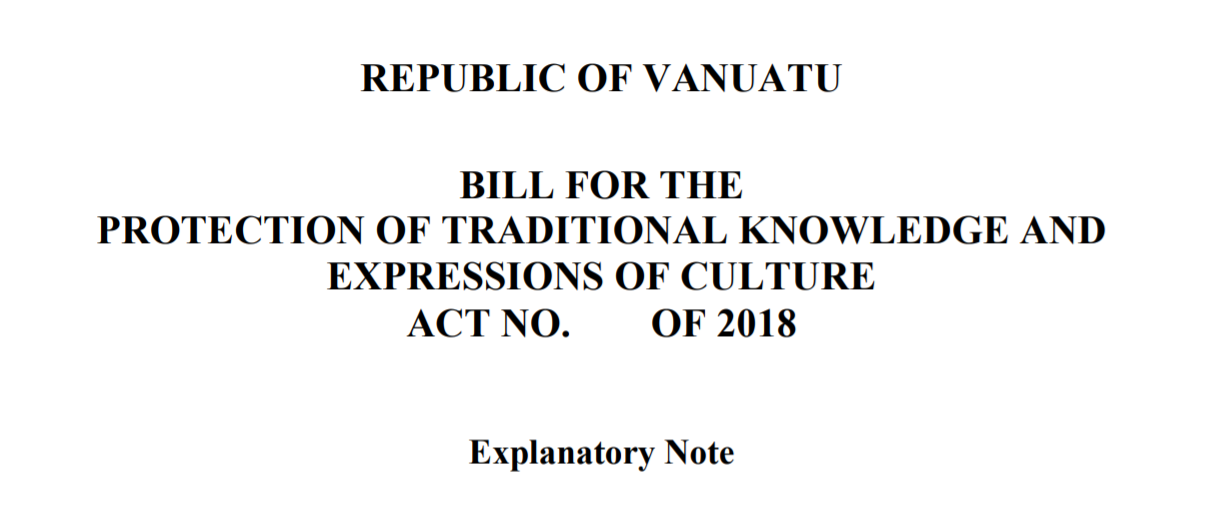 REPUBLIC OF VANUATU
BILL FOR THE
PROTECTION OF TRADITIONAL KNOWLEDGE AND
EXPRESSIONS OF CULTURE
ACT NO. OF 2018
Explanatory Note